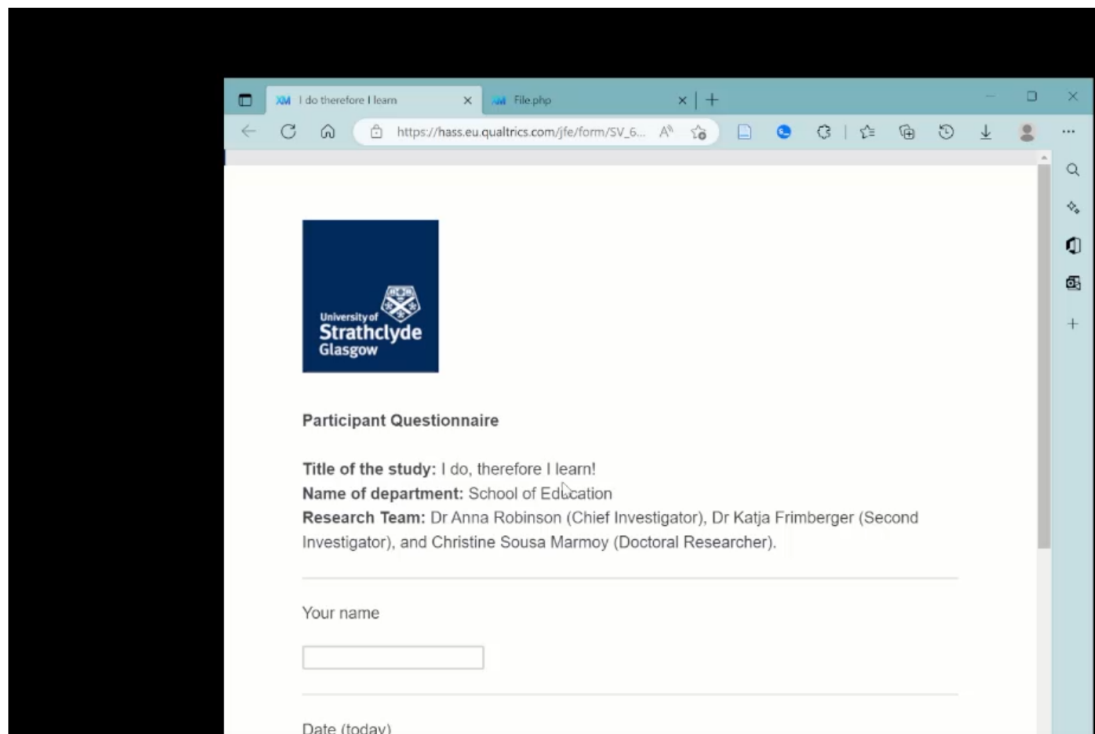 XM I do therefore I learn
XM File.php
https://hass.eu.qualtrics.com/jfe/form/SV_6...
University of
Strathclyde
Glasgow
Participant Questionnaire
Title of the study: I do, therefore I learn!
Name of department: School of Education
Research Team: Dr Anna Robinson (Chief Investigator), Dr Katja Frimberger (Second
Investigator), and Christine Sousa Marmoy (Doctoral Researcher).
Your name
Date (today)